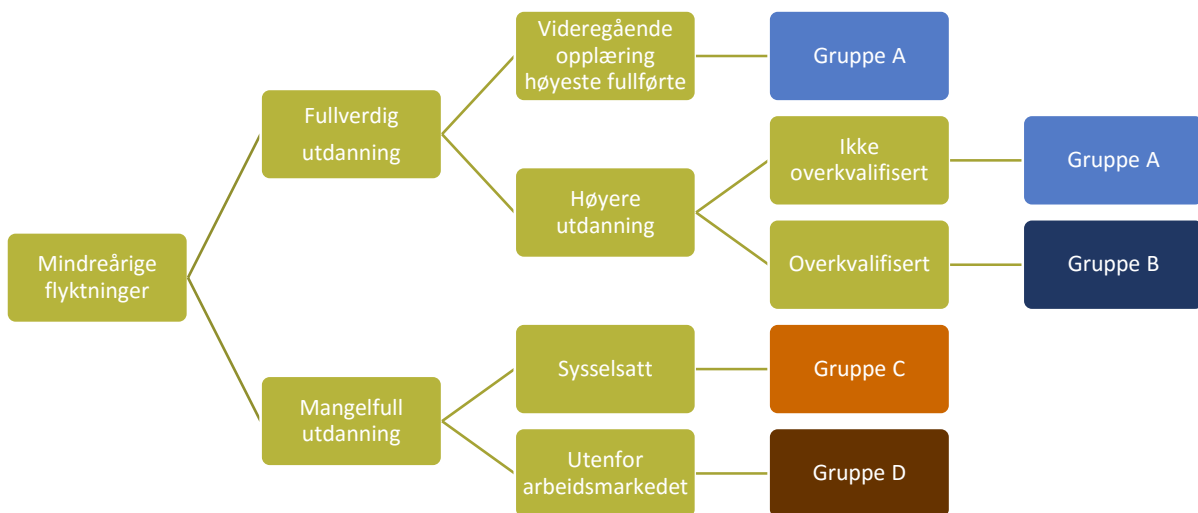 Videregående
opplæring
høyeste fullførte
Gruppe A
Fullverdig
utdanning
Ikke
overkvalifisert
Gruppe A
Høyere
utdanning
Overkvalifisert
Gruppe B
Mindreårige
flyktninger
Sysselsatt
Gruppe C
Mangelfull
utdanning
Utenfor
arbeidsmarkedet
Gruppe D